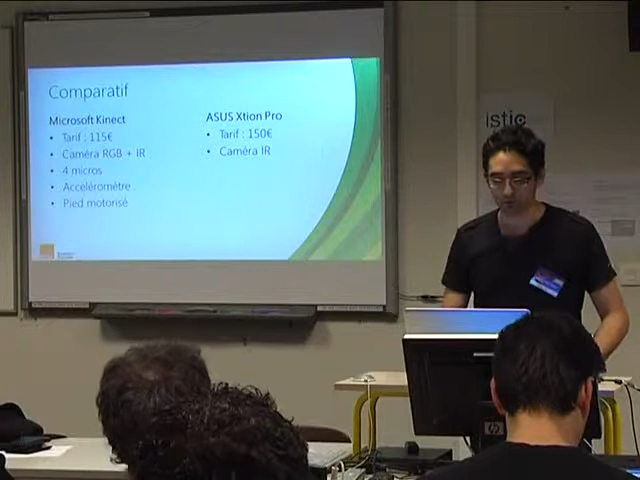 Comparatif
Microsoft Kinect
• Tarif : 115€
• Caméra RGB + IR
• 4 micros
• Accéléromètre
• Pied motorisé
ASUS Xtion Pro
• Tarif : 150€
• Caméra IR
istic
hp